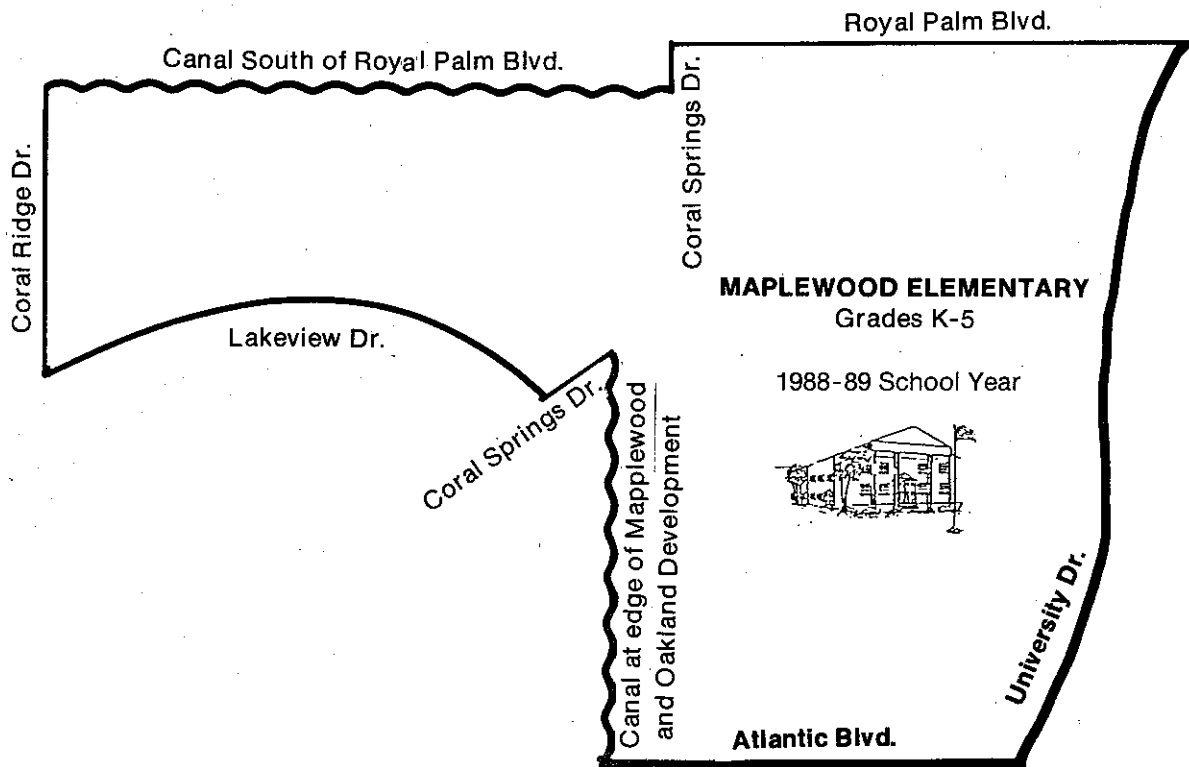 Royal Palm Blvd.
Canal South of Royal Palm Blvd.
Coral Springs Dr.
Coral Ridge Dr.
MAPLEWOOD ELEMENTARY
Grades K-5
Lakeview Dr.
1988-89 School Year
Coral Springs Dr.
Canal at edge of Mapplewood
and Oakland Development
University Dr.
Atlantic Blvd.